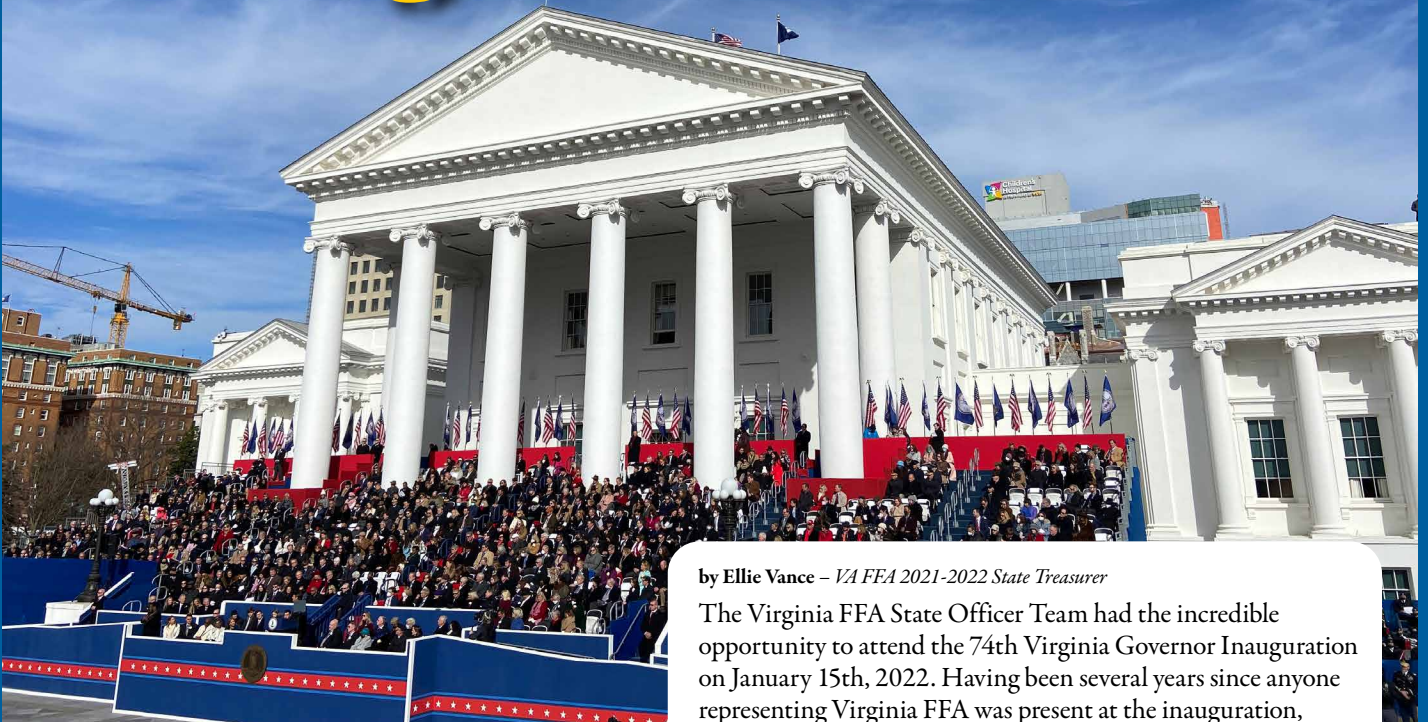 Children's
Hospital
by Ellie Vance – VA FFA 2021-2022 State Treasurer
The Virginia FFA State Officer Team had the incredible
opportunity to attend the 74th Virginia Governor Inauguration
on January 15th, 2022. Having been several years since anyone
representing Virginia FFA was present at the inauguration,